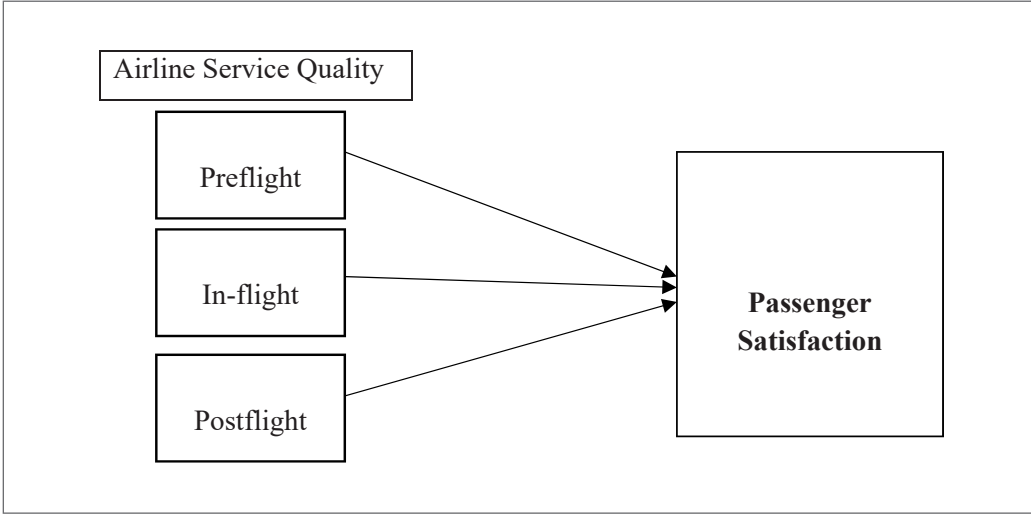 Airline Service Quality
Preflight
In-flight
Postflight
Passenger
Satisfaction